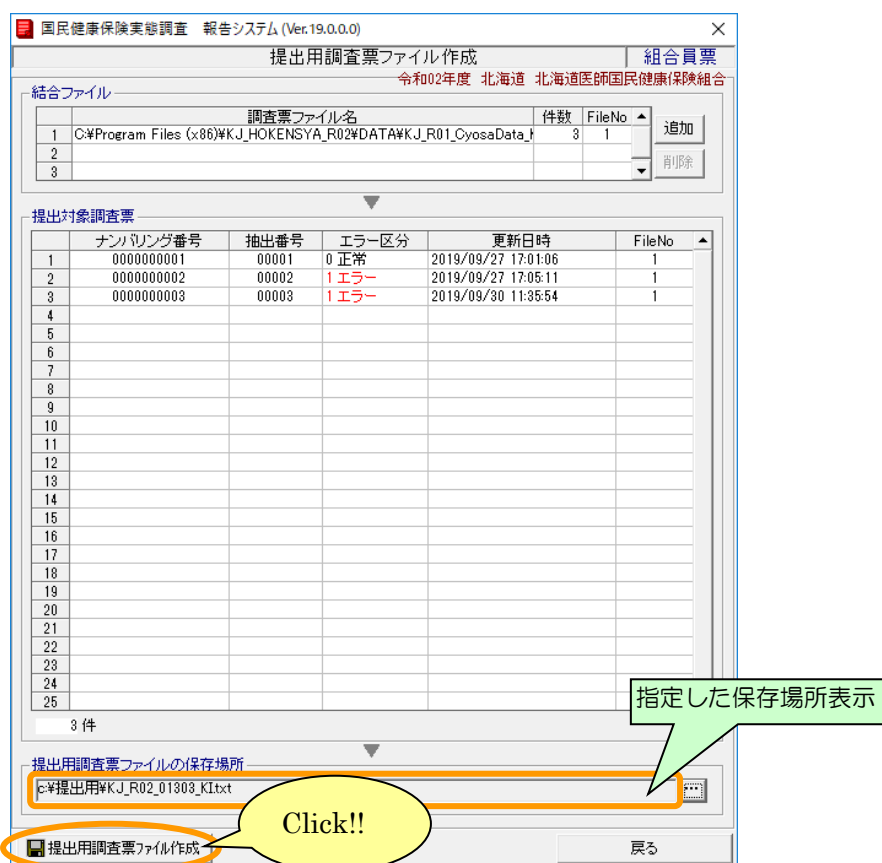 国民健康保険実態調査 報告システム (Ver.19.0.0.0)
提出用調査票ファイル作成 組合員票
令和02年度 北海道 北海道医師国民健康保険組合
結合ファイル
調査票ファイル名 件数 FileNo
1 C:¥Program Files (x86)¥KJ_HOKENSYA_R02¥DATA¥KJ_R01_CyosaData_ 3 1
2
3
追加
削除
提出対象調査票
ナンバリング番号 抽出番号 エラー区分 更新日時 FileNo
1 0000000001 00001 0 正常 2019/09/27 17:01:06 1
2 0000000002 00002 1 エラー 2019/09/27 17:05:11 1
3 0000000003 00003 1 エラー 2019/09/30 11:35:54 1
4
5
6
7
8
9
10
11
12
13
14
15
16
17
18
19
20
21
22
23
24
25
3 件
指定した保存場所表示
提出用調査票ファイルの保存場所
c:¥提出用¥KJ_R02_01303_KI.txt
...
Click!!
提出用調査票ファイル作成
戻る